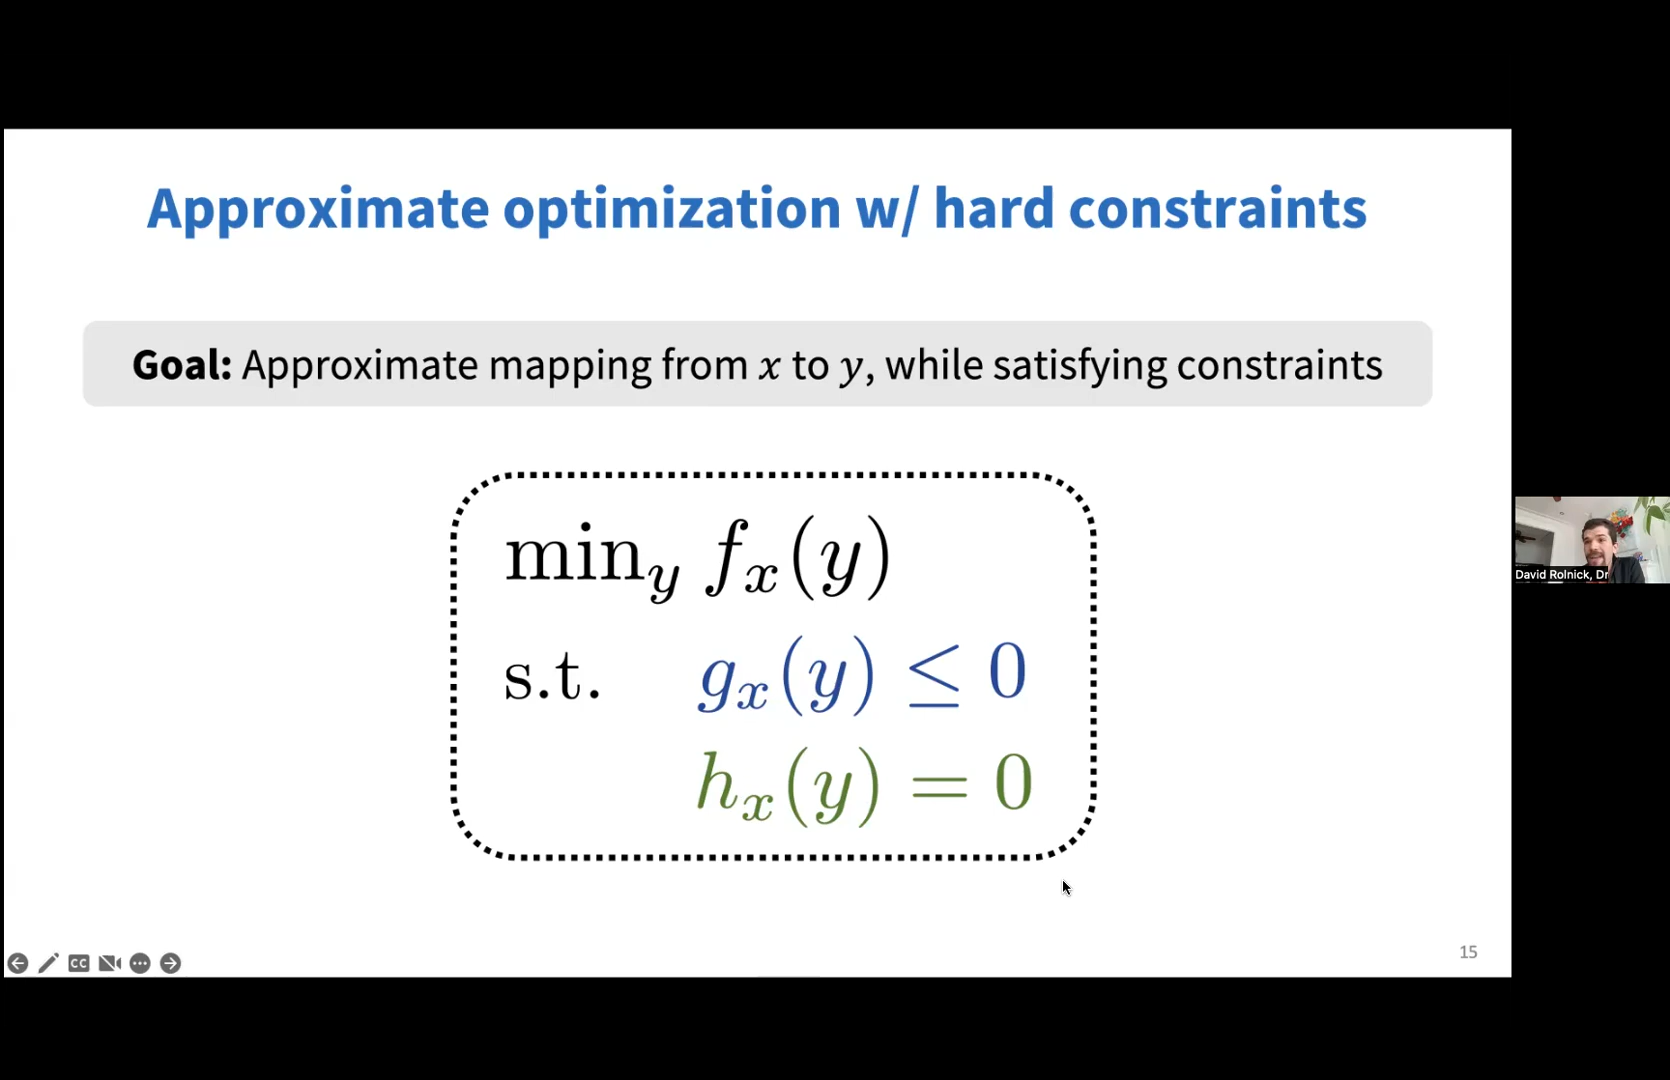 Approximate optimization w/ hard constraints
Goal: Approximate mapping from x to y, while satisfying constraints
min_y f_x(y)
s.t. g_x(y) ≤ 0
h_x(y) = 0
David Rolnick, Dr
CC
15